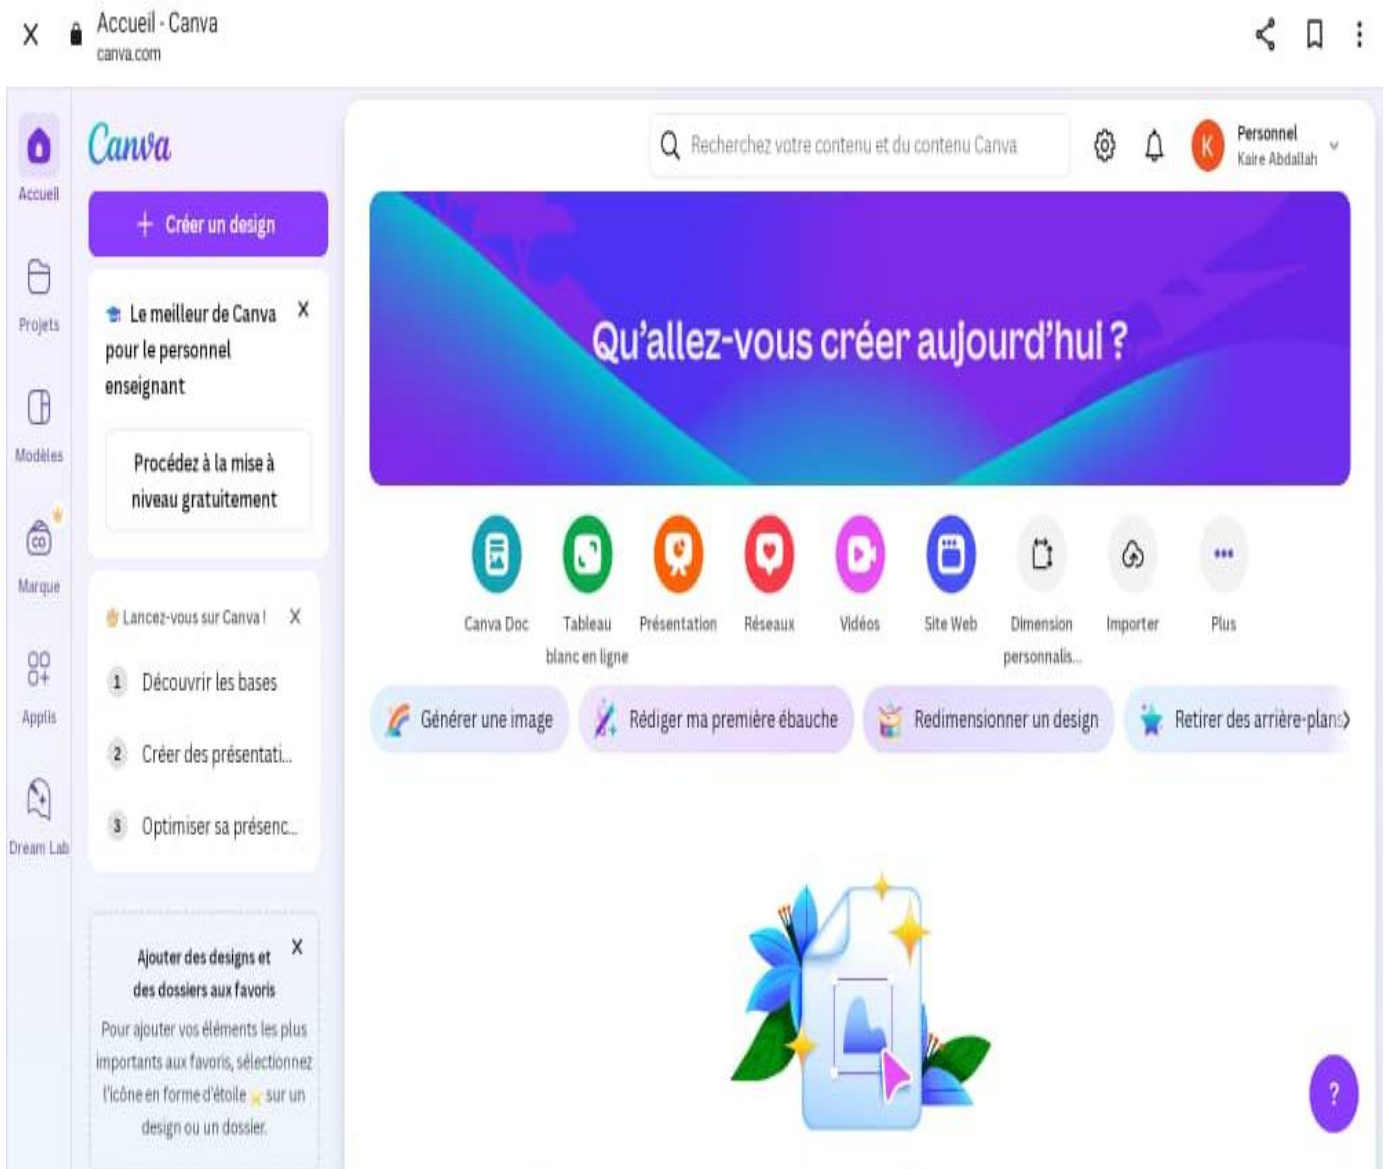 Accueil - Canva
canva.com
Accueil
Projets
Modèles
CO
Marque
Applis
Dream Lab
Canva
+ Créer un design
Le meilleur de Canva
pour le personnel
enseignant
Procédez à la mise à
niveau gratuitement
Lancez-vous sur Canva !
1 Découvrir les bases
2 Créer des présentati...
3 Optimiser sa présenc...
Ajouter des designs et
des dossiers aux favoris
Pour ajouter vos éléments les plus
importants aux favoris, sélectionnez
l'icône en forme d'étoile sur un
design ou un dossier.
Recherchez votre contenu et du contenu Canva
K
Personnel
Kaire Abdallah
Qu'allez-vous créer aujourd'hui ?
Canva Doc
Tableau
blanc en ligne
Présentation
Réseaux
Vidéos
Site Web
Dimension
personnalis...
Importer
Plus
Générer une image
Rédiger ma première ébauche
Redimensionner un design
Retirer des arrière-plans
?